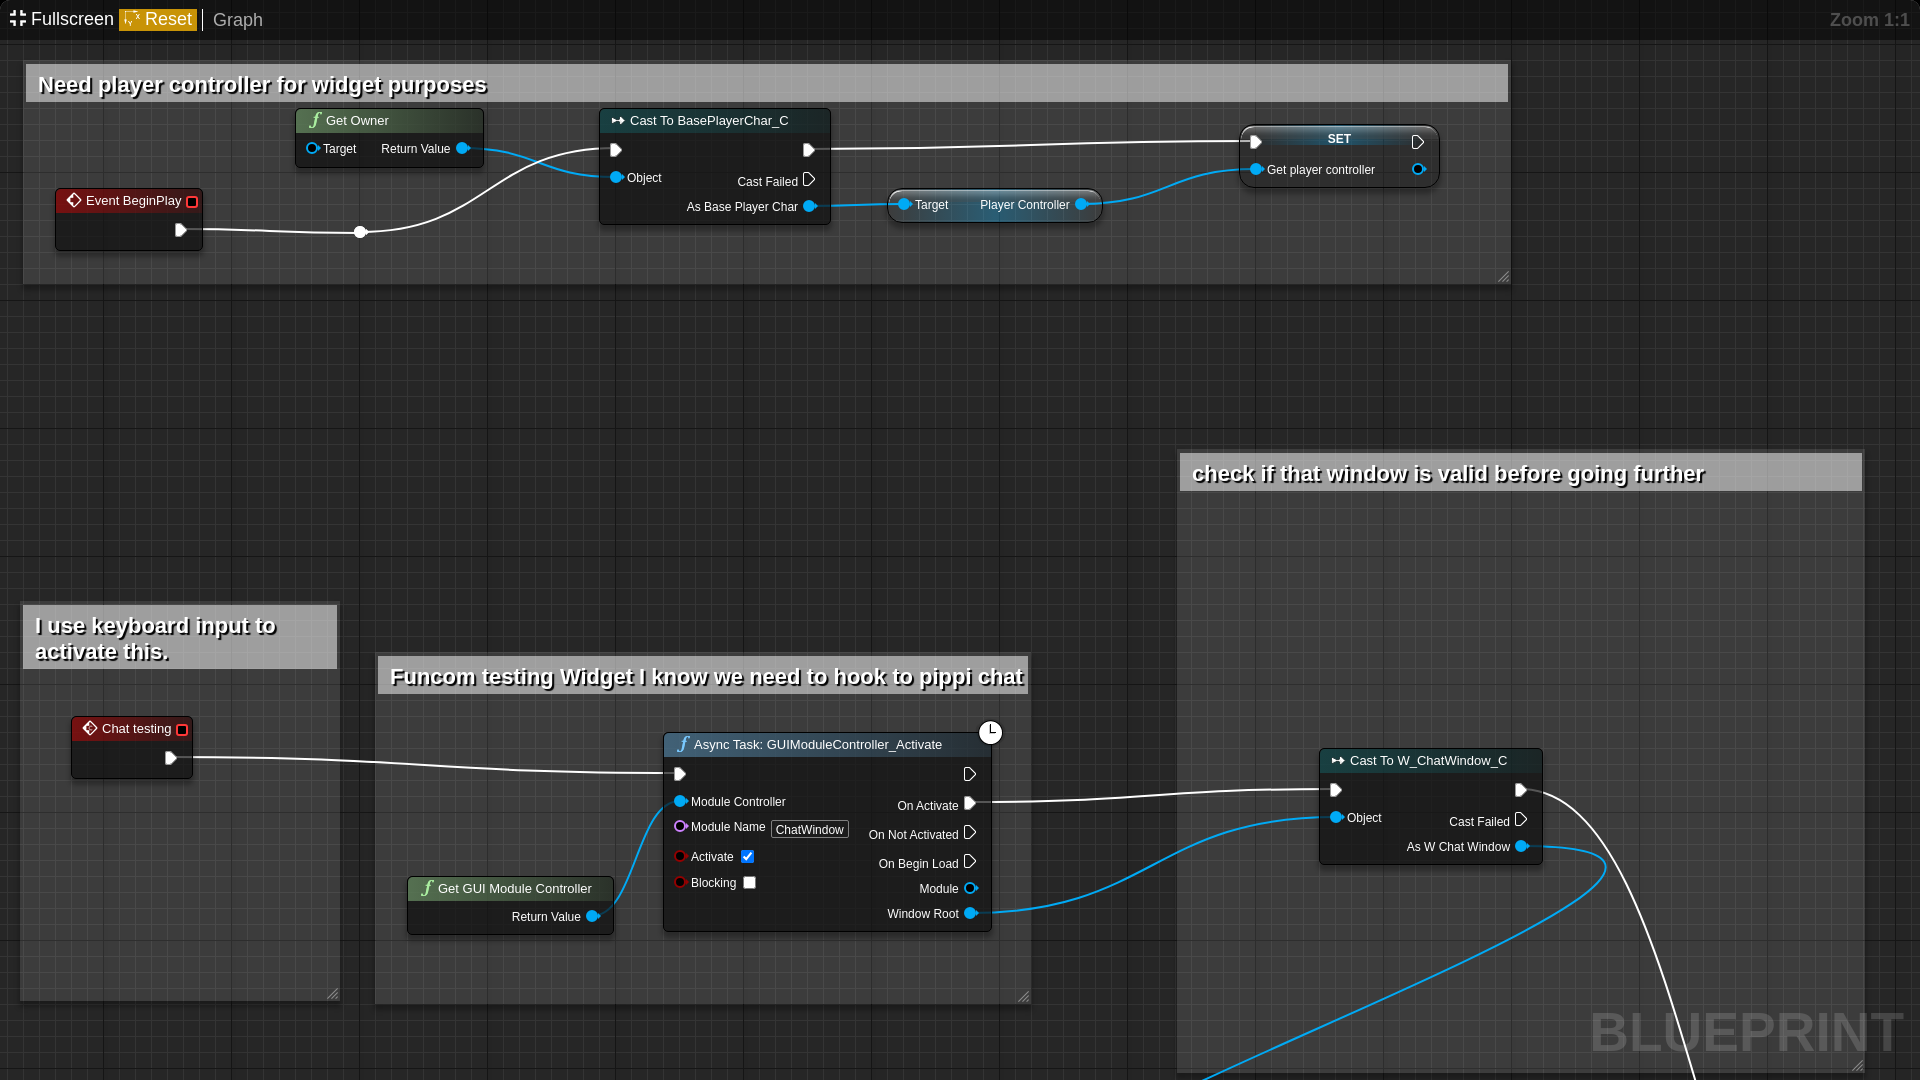 Fullscreen Reset Graph Zoom 1:1
Need player controller for widget purposes
Get Owner
Target Return Value
Event BeginPlay
Cast To BasePlayerChar_C
Object
Cast Failed
As Base Player Char
Target Player Controller
SET
Get player controller
check if that window is valid before going further
I use keyboard input to
activate this.
Chat testing
Funcom testing Widget I know we need to hook to pippi chat
Async Task: GUIModuleController_Activate
Module Controller
On Activate
Module Name ChatWindow
On Not Activated
Activate
On Begin Load
Blocking
Module
Window Root
Get GUI Module Controller
Return Value
Cast To W_ChatWindow_C
Object
Cast Failed
As W Chat Window
BLUEPRINT